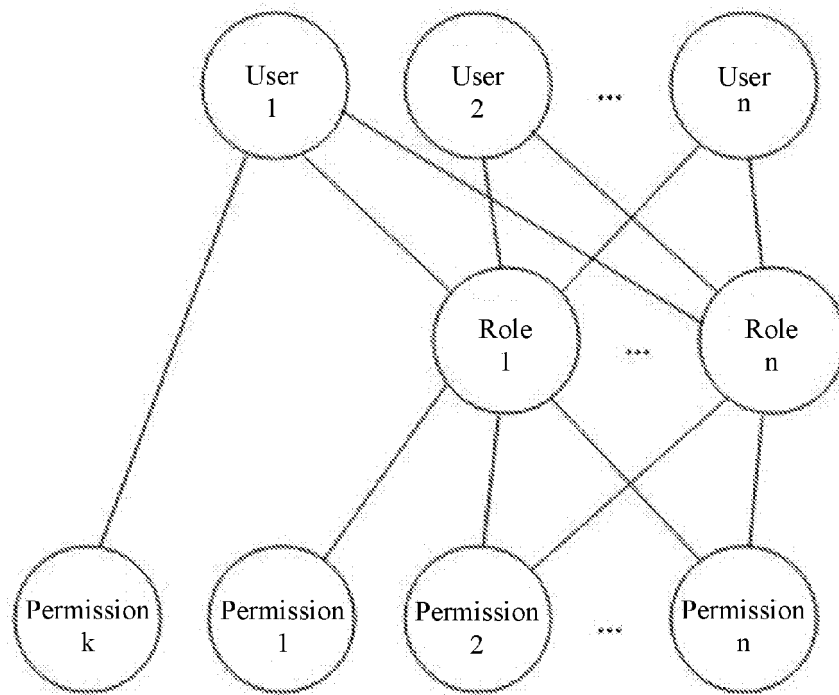 User
1
User
2
...
User
n
Role
1
...
Role
n
Permission
k
Permission
1
Permission
2
...
Permission
n